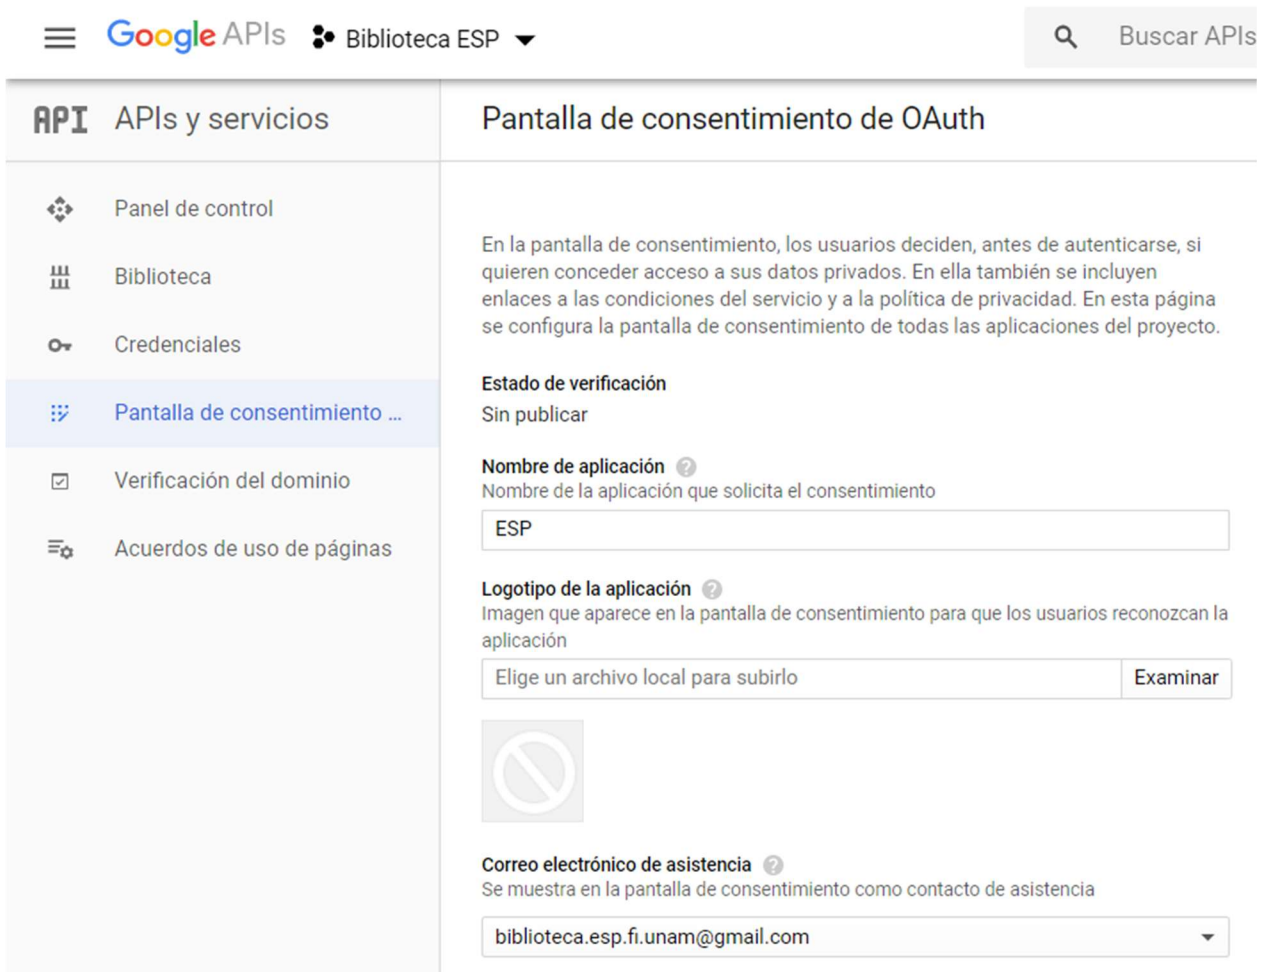 Google APIs Biblioteca ESP Buscar APIs
API APIs y servicios
Pantalla de consentimiento de OAuth
Panel de control
Biblioteca
Credenciales
Pantalla de consentimiento ...
Verificación del dominio
Acuerdos de uso de páginas
En la pantalla de consentimiento, los usuarios deciden, antes de autenticarse, si
quieren conceder acceso a sus datos privados. En ella también se incluyen
enlaces a las condiciones del servicio y a la política de privacidad. En esta página
se configura la pantalla de consentimiento de todas las aplicaciones del proyecto.
Estado de verificación
Sin publicar
Nombre de aplicación ?
Nombre de la aplicación que solicita el consentimiento
ESP
Logotipo de la aplicación ?
Imagen que aparece en la pantalla de consentimiento para que los usuarios reconozcan la
aplicación
Elige un archivo local para subirlo Examinar
Correo electrónico de asistencia ?
Se muestra en la pantalla de consentimiento como contacto de asistencia
biblioteca.esp.fi.unam@gmail.com